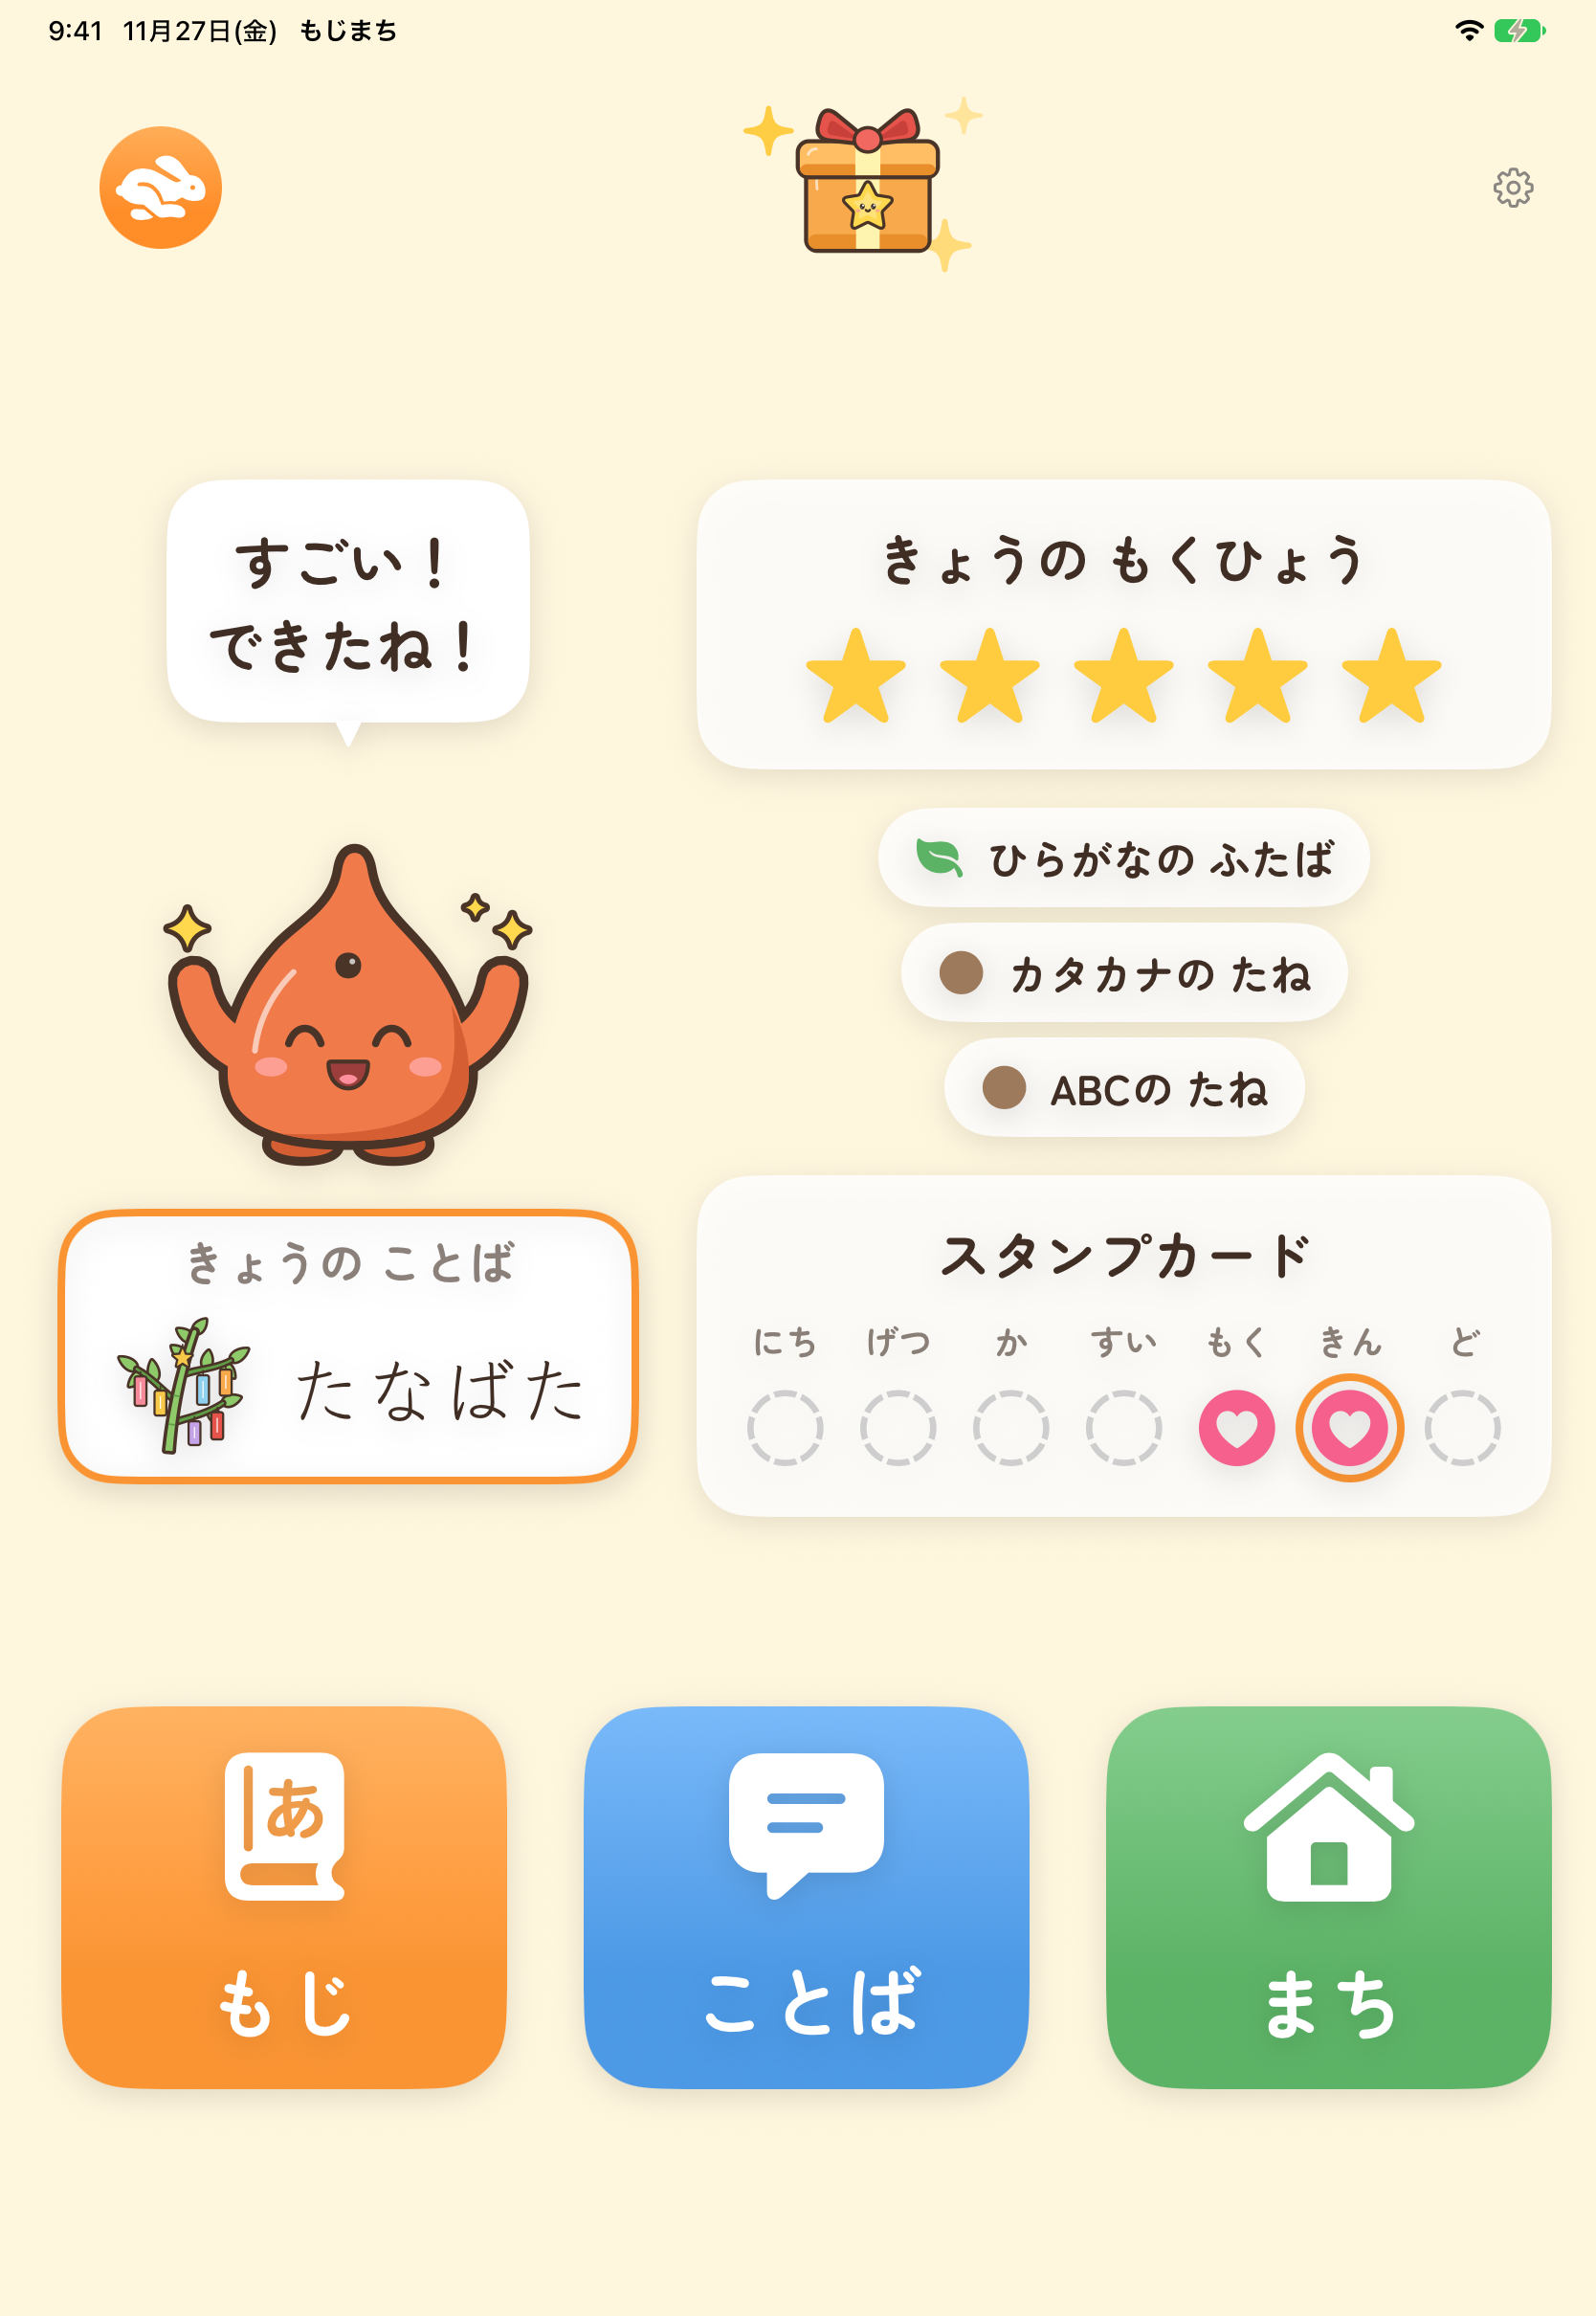 9:41 11月27日(金) もじまち
すごい！
できたね！
きょうの もくひょう
ひらがなの ふたば
カタカナの たね
ABCの たね
きょうの ことば
たなばた
スタンプカード
にち げつ か すい もく きん ど
あ
もじ
ことば
まち